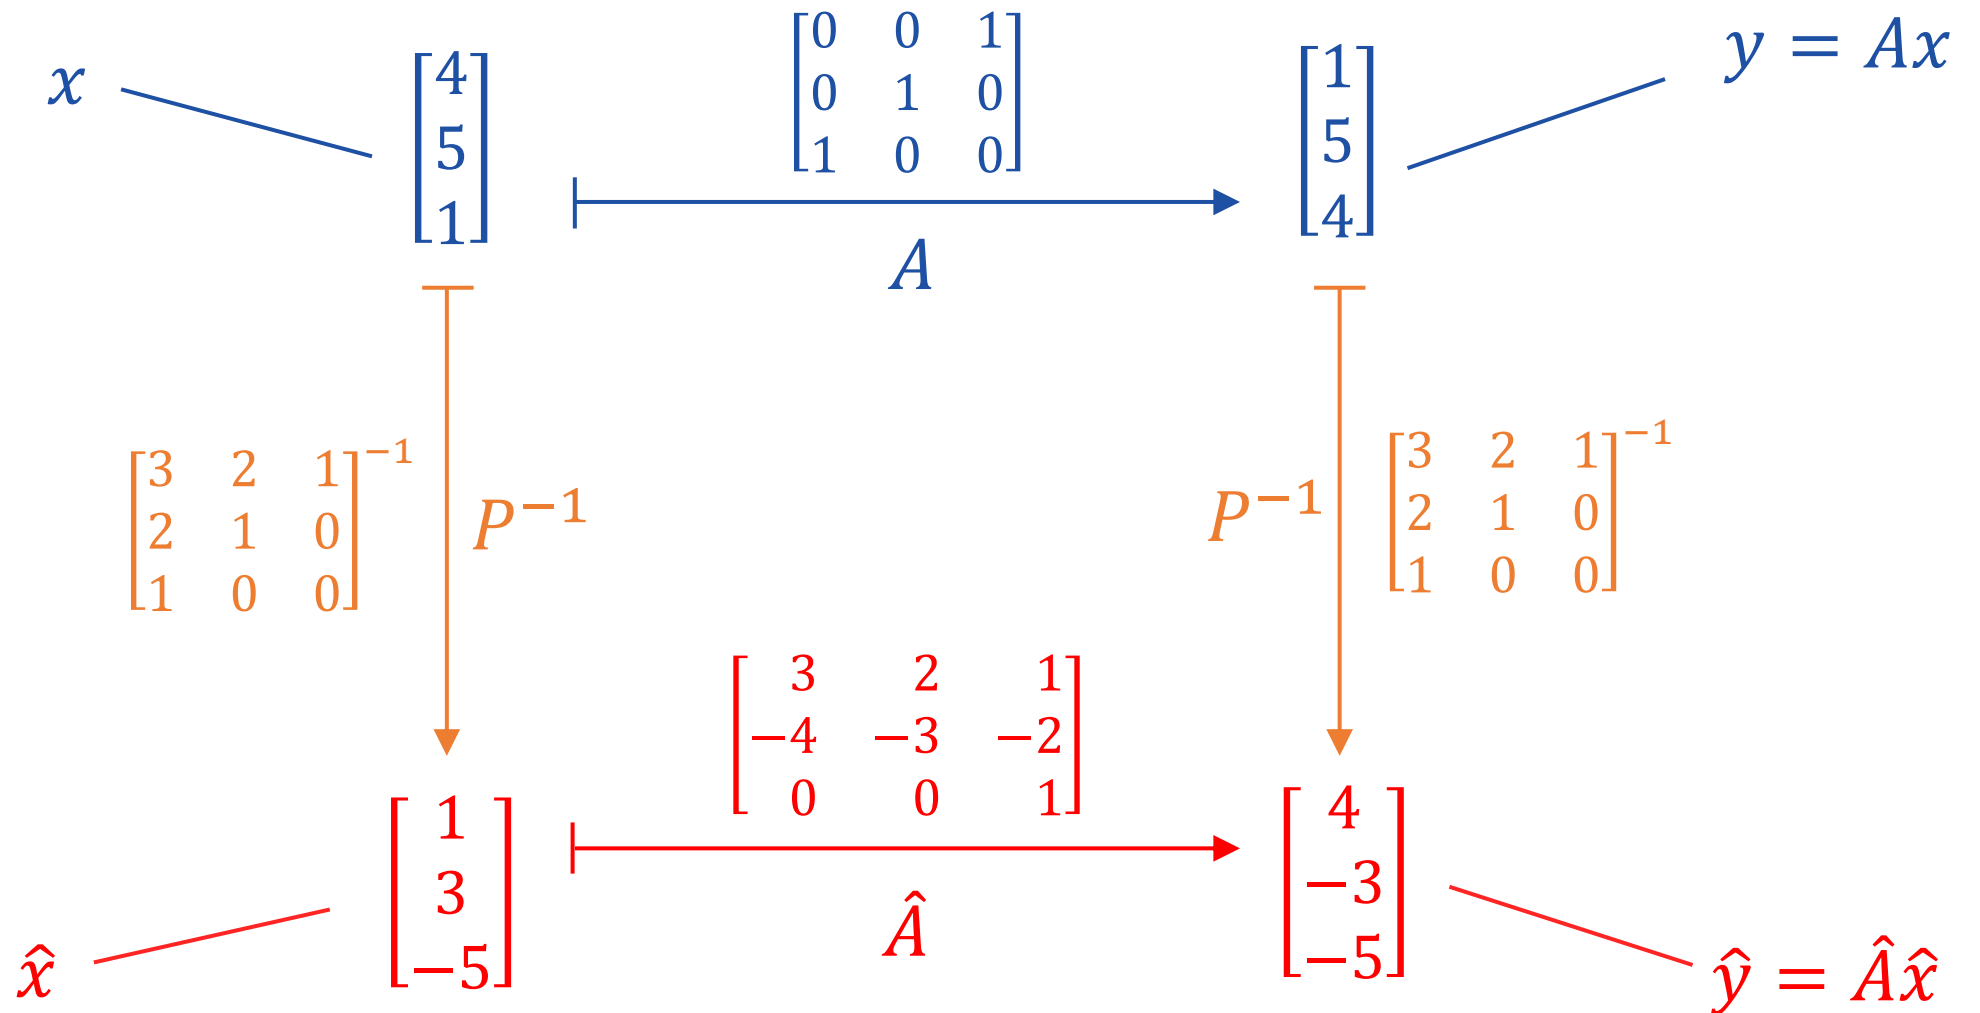 x
[4 5 1]
[0 0 1
0 1 0
1 0 0]
A
[1 5 4]
y = Ax
[3 2 1
2 1 0
1 0 0]⁻¹
P⁻¹
P⁻¹
[3 2 1
2 1 0
1 0 0]⁻¹
x̂
[1 3 −5]
[3 2 1
−4 −3 −2
0 0 1]
Â
[4 −3 −5]
ŷ = Âx̂